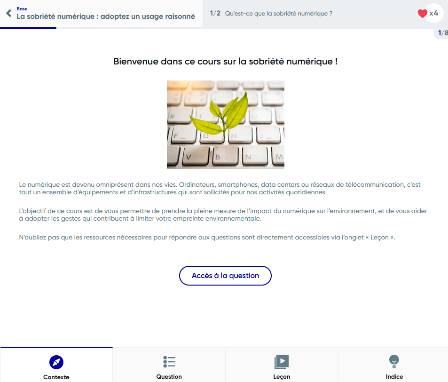 Base
La sobriété numérique : adoptez un usage raisonné
1/2 Qu'est-ce que la sobriété numérique ?
x4
1/8
Bienvenue dans ce cours sur la sobriété numérique !
Le numérique est devenu omniprésent dans nos vies. Ordinateurs, smartphones, data centers ou réseaux de télécommunication, c'est
tout un ensemble d'équipements et d'infrastructures qui sont sollicités pour nos activités quotidiennes.
L'objectif de ce cours est de vous permettre de prendre la pleine mesure de l'impact du numérique sur l'environnement, et de vous aider
à adopter les gestes qui contribuent à limiter votre empreinte environnementale.
N'oubliez pas que les ressources nécessaires pour répondre aux questions sont directement accessibles via l'onglet « Leçon ».
Accès à la question
Contexte
Question
Leçon
Indice